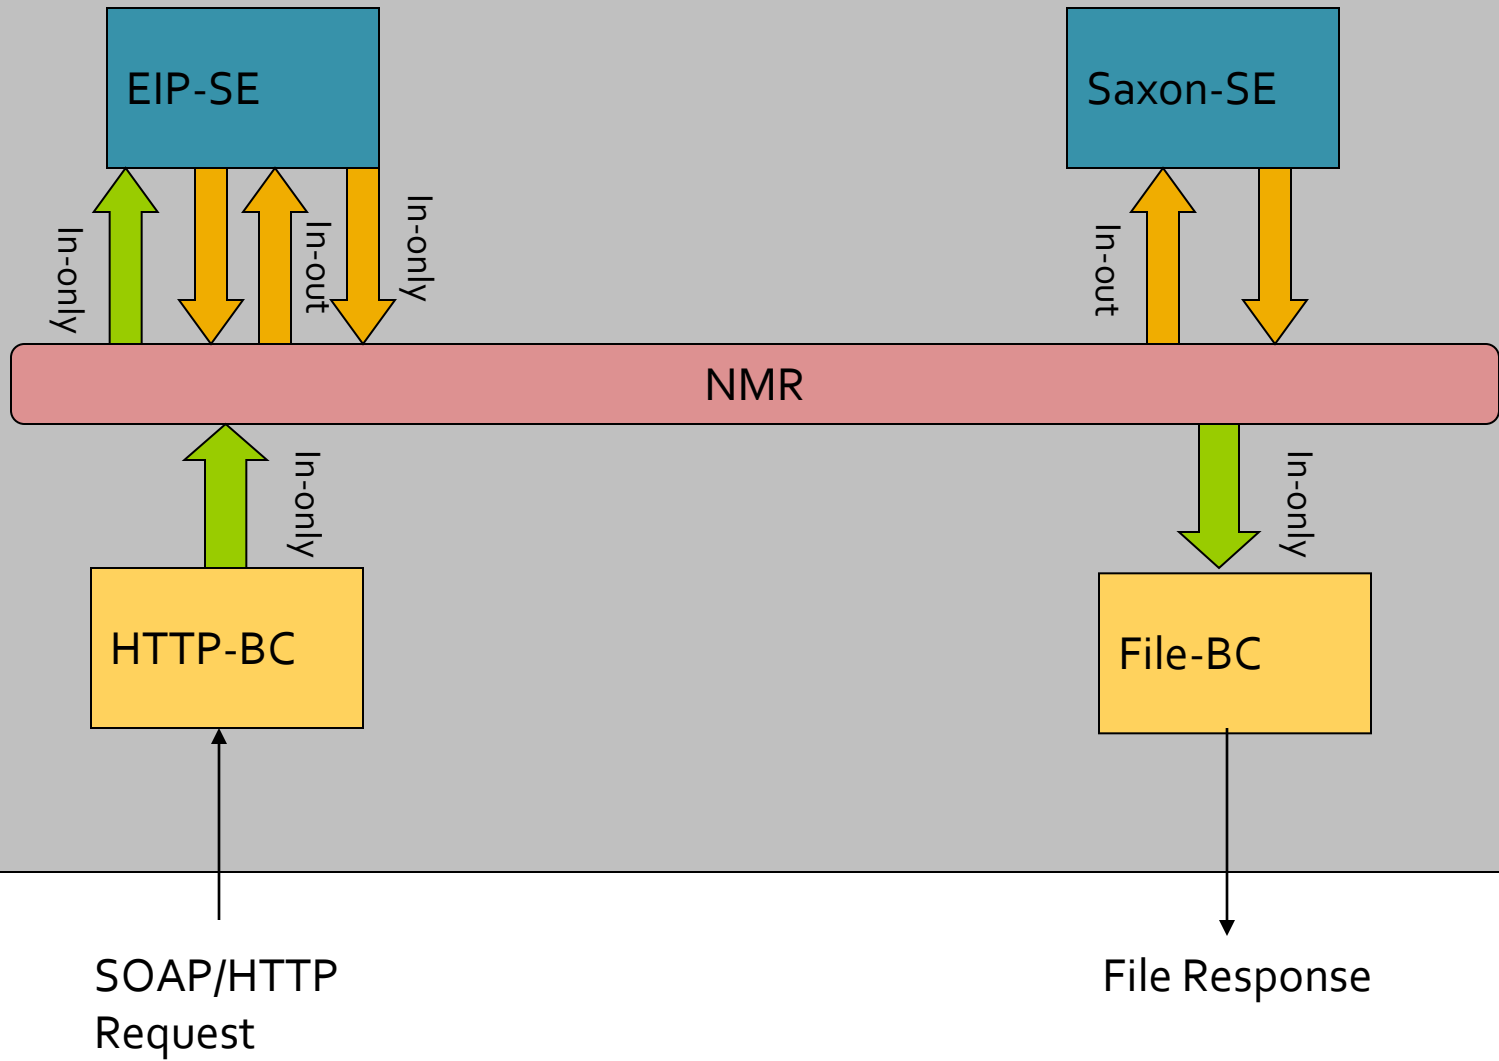 EIP-SE
Saxon-SE
In-only
In-out
In-only
In-out
NMR
In-only
In-only
HTTP-BC
File-BC
SOAP/HTTP
Request
File Response